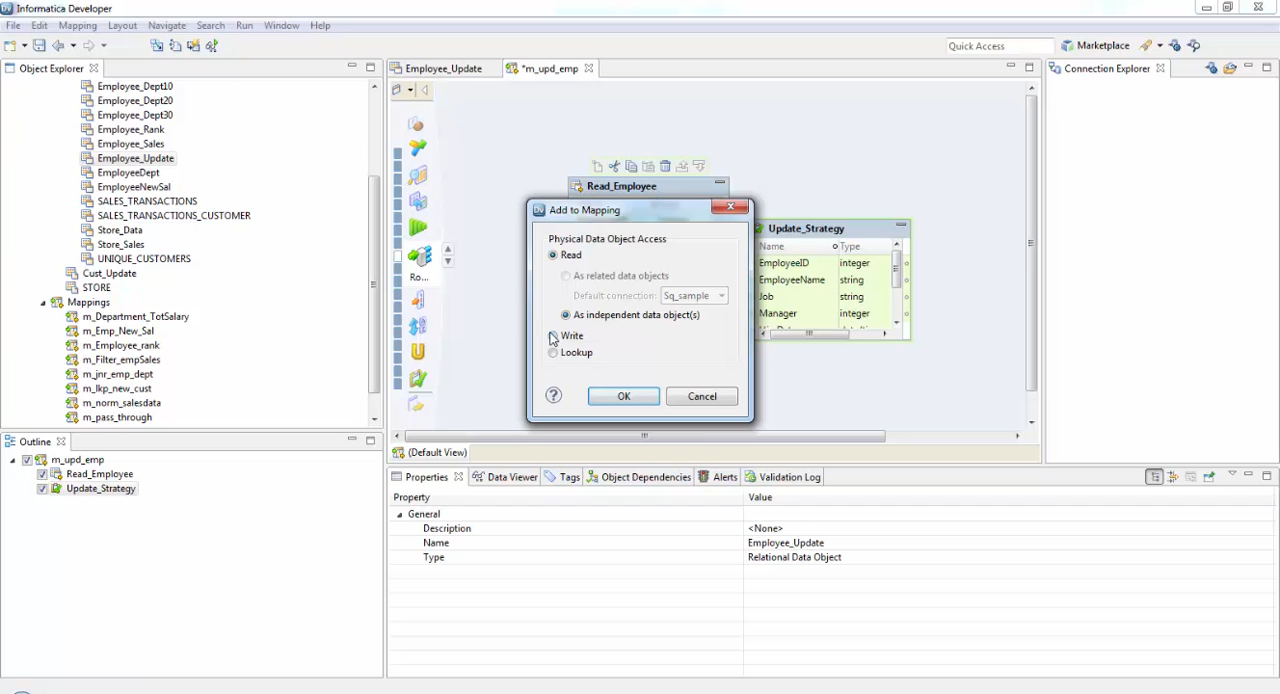 Informatica Developer
File Edit Mapping Layout Navigate Search Run Window Help
Quick Access
Marketplace
Object Explorer
Employee_Dept10
Employee_Dept20
Employee_Dept30
Employee_Rank
Employee_Sales
Employee_Update
EmployeeDept
EmployeeNewSal
SALES_TRANSACTIONS
SALES_TRANSACTIONS_CUSTOMER
Store_Data
Store_Sales
UNIQUE_CUSTOMERS
Cust_Update
STORE
Mappings
m_Department_TotSalary
m_Emp_New_Sal
m_Employee_rank
m_Filter_empSales
m_jnr_emp_dept
m_lkp_new_cust
m_norm_salesdata
m_pass_through
Outline
m_upd_emp
Read_Employee
Update_Strategy
Employee_Update *m_upd_emp
Ro...
Read_Employee
Update_Strategy
Name Type
EmployeeID integer
EmployeeName string
Job string
Manager integer
Add to Mapping
Physical Data Object Access
Read
As related data objects
Default connection: Sq_sample
As independent data object(s)
Write
Lookup
OK Cancel
(Default View)
Connection Explorer
Properties Data Viewer Tags Object Dependencies Alerts Validation Log
Property Value
General
Description <None>
Name Employee_Update
Type Relational Data Object